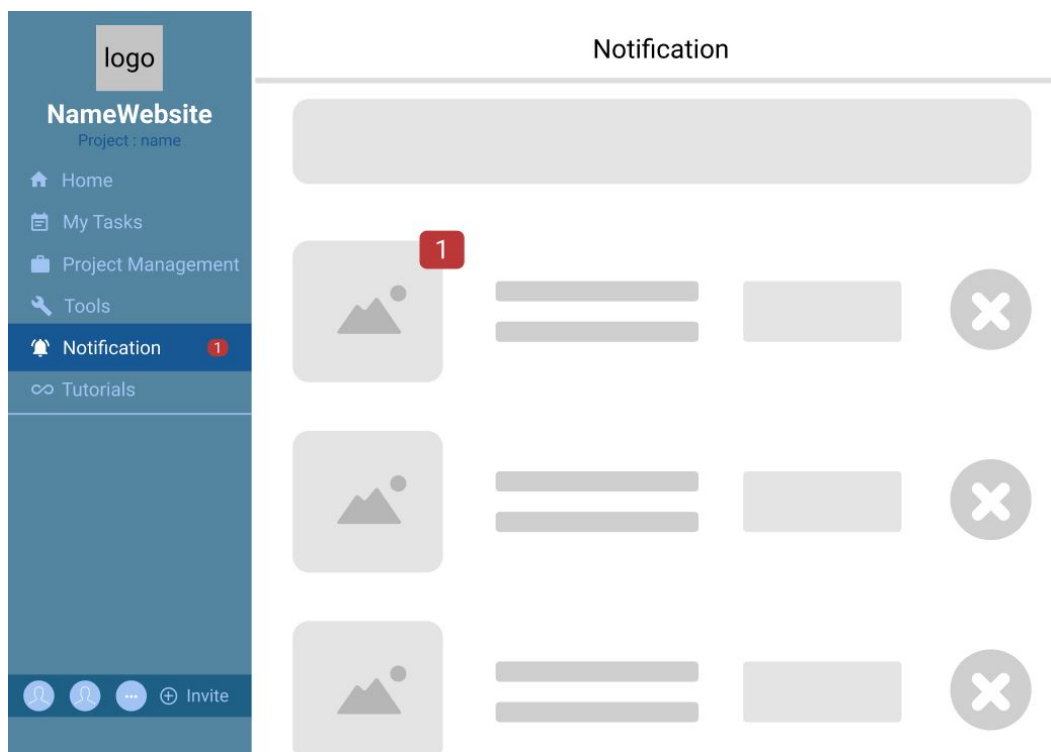 logo
NameWebsite
Project : name
Home
My Tasks
Project Management
Tools
Notification 1
Tutorials
Invite
Notification
1